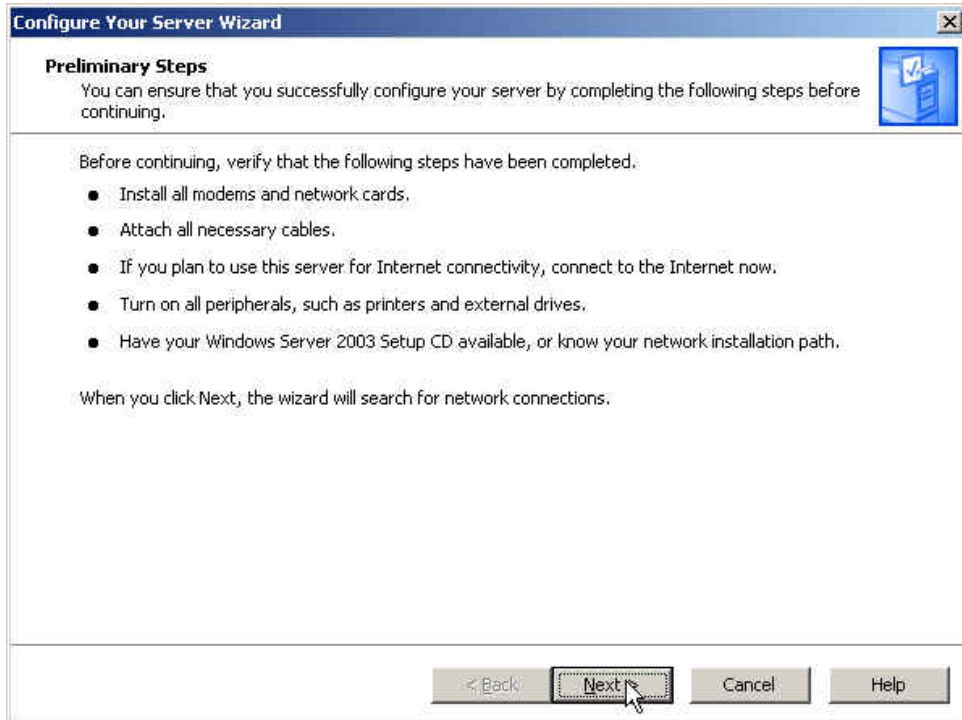 Configure Your Server Wizard
Preliminary Steps
You can ensure that you successfully configure your server by completing the following steps before
continuing.
Before continuing, verify that the following steps have been completed.
● Install all modems and network cards.
● Attach all necessary cables.
● If you plan to use this server for Internet connectivity, connect to the Internet now.
● Turn on all peripherals, such as printers and external drives.
● Have your Windows Server 2003 Setup CD available, or know your network installation path.
When you click Next, the wizard will search for network connections.
< Back Next > Cancel Help